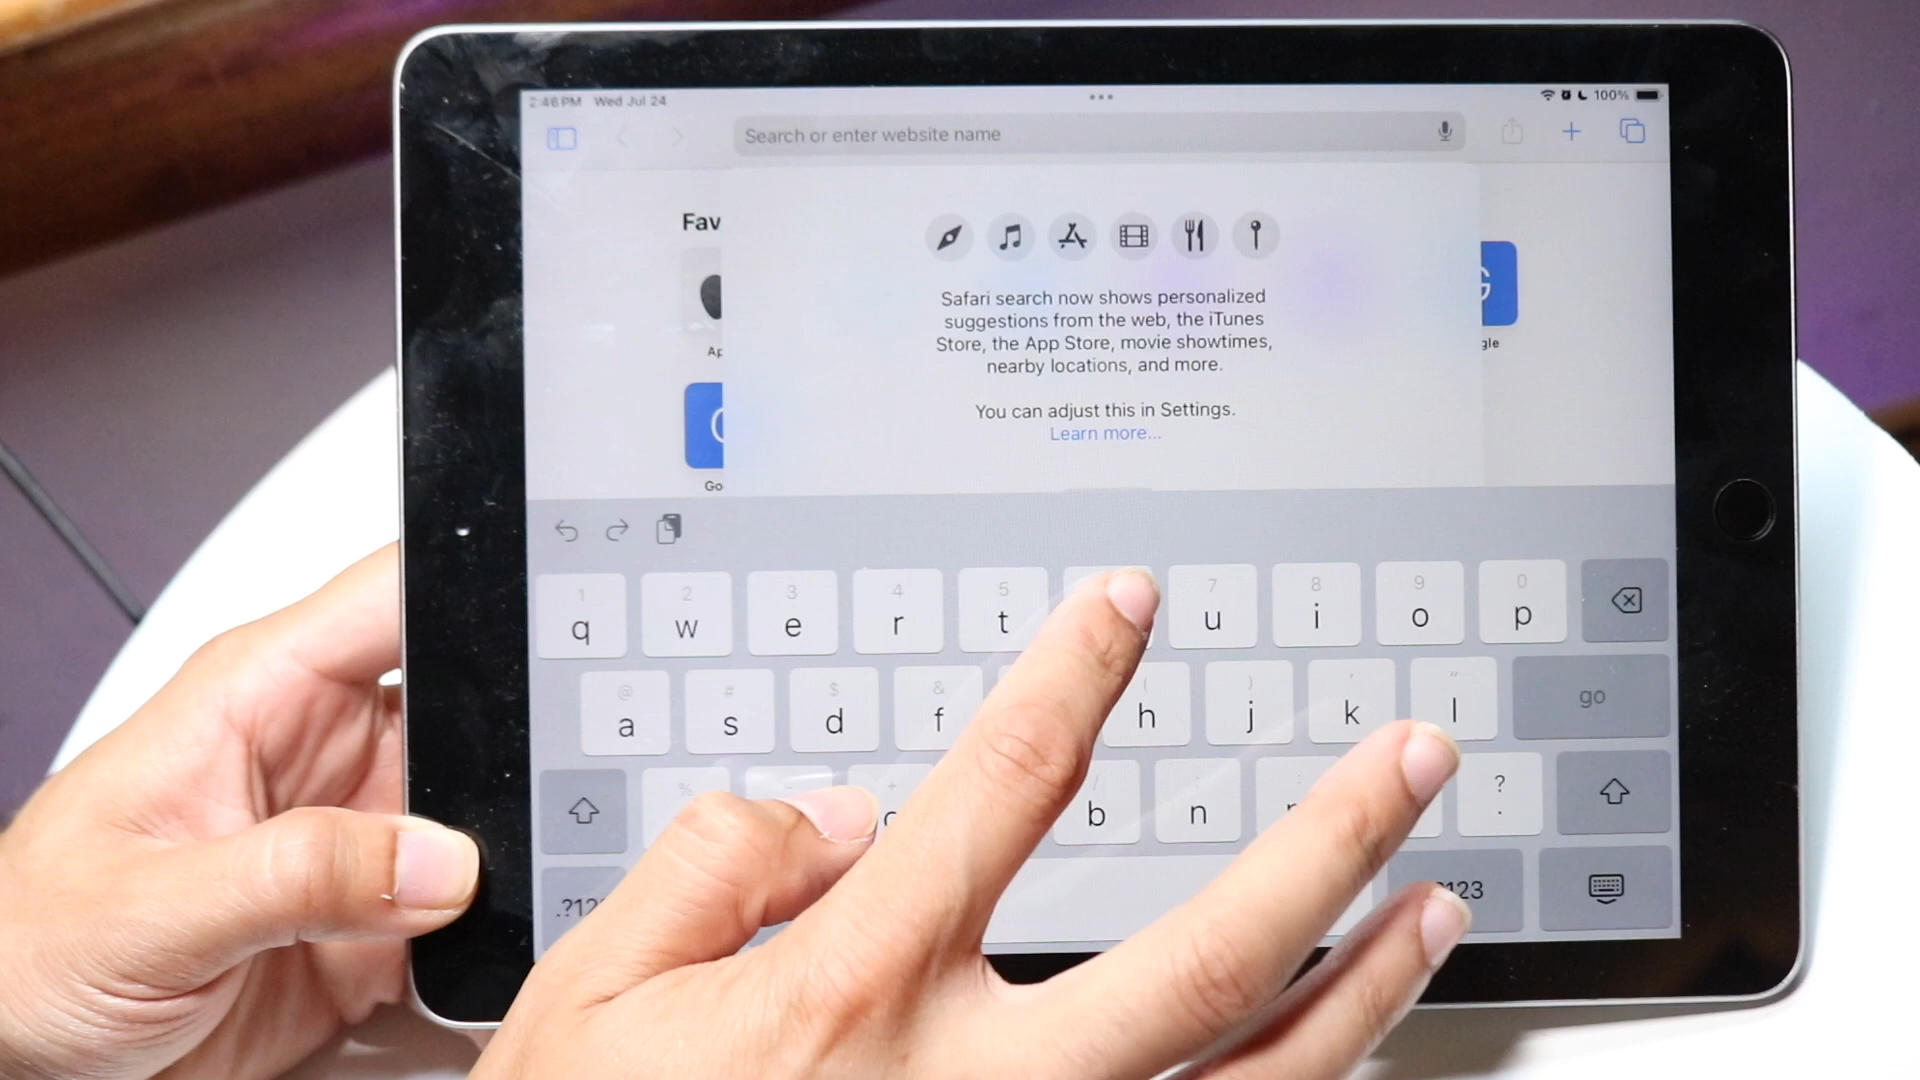 2:46 PM Wed Jul 24
100%
Search or enter website name
Fav
Safari search now shows personalized
suggestions from the web, the iTunes
Store, the App Store, movie showtimes,
nearby locations, and more.
You can adjust this in Settings.
Learn more...
Ap
gle
Go
1 2 3 4 5 7 8 9 0
q w e r t u i o p
@ # $ & ( ) ' "
a s d f h j k l go
% - + / ; : ?
c b n .
.?12 123